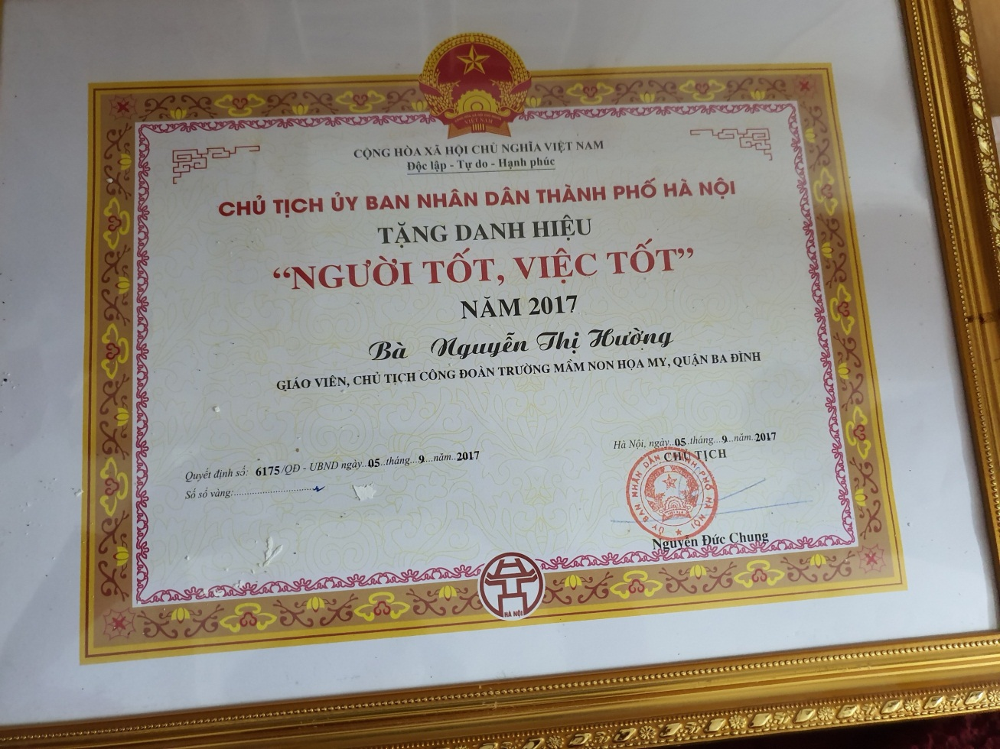 VIỆT NAM
CỘNG HÒA XÃ HỘI CHỦ NGHĨA VIỆT NAM
Độc lập - Tự do - Hạnh phúc
CHỦ TỊCH ỦY BAN NHÂN DÂN THÀNH PHỐ HÀ NỘI
TẶNG DANH HIỆU
“NGƯỜI TỐT, VIỆC TỐT”
NĂM 2017
Bà Nguyễn Thị Hường
GIÁO VIÊN, CHỦ TỊCH CÔNG ĐOÀN TRƯỜNG MẦM NON HỌA MY, QUẬN BA ĐÌNH
Hà Nội, ngày..05..tháng...9...năm..2017
CHỦ TỊCH
Quyết định số: 6175/QĐ - UBND ngày..05..tháng...9...năm..2017
Số sổ vàng:
ỦY BAN NHÂN DÂN THÀNH PHỐ HÀ NỘI
Nguyễn Đức Chung
HÀ NỘI